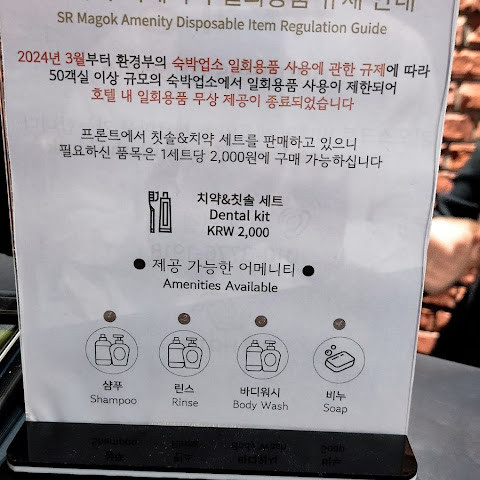 일회용품 규제 안내
SR Magok Amenity Disposable Item Regulation Guide
2024년 3월부터 환경부의 숙박업소 일회용품 사용에 관한 규제에 따라
50객실 이상 규모의 숙박업소에서 일회용품 사용이 제한되어
호텔 내 일회용품 무상 제공이 종료되었습니다
프론트에서 칫솔&치약 세트를 판매하고 있으니
필요하신 품목은 1세트당 2,000원에 구매 가능하십니다
치약&칫솔 세트
Dental kit
KRW 2,000
● 제공 가능한 어메니티 ●
Amenities Available
샴푸 린스 바디워시 비누
Shampoo Rinse Body Wash Soap